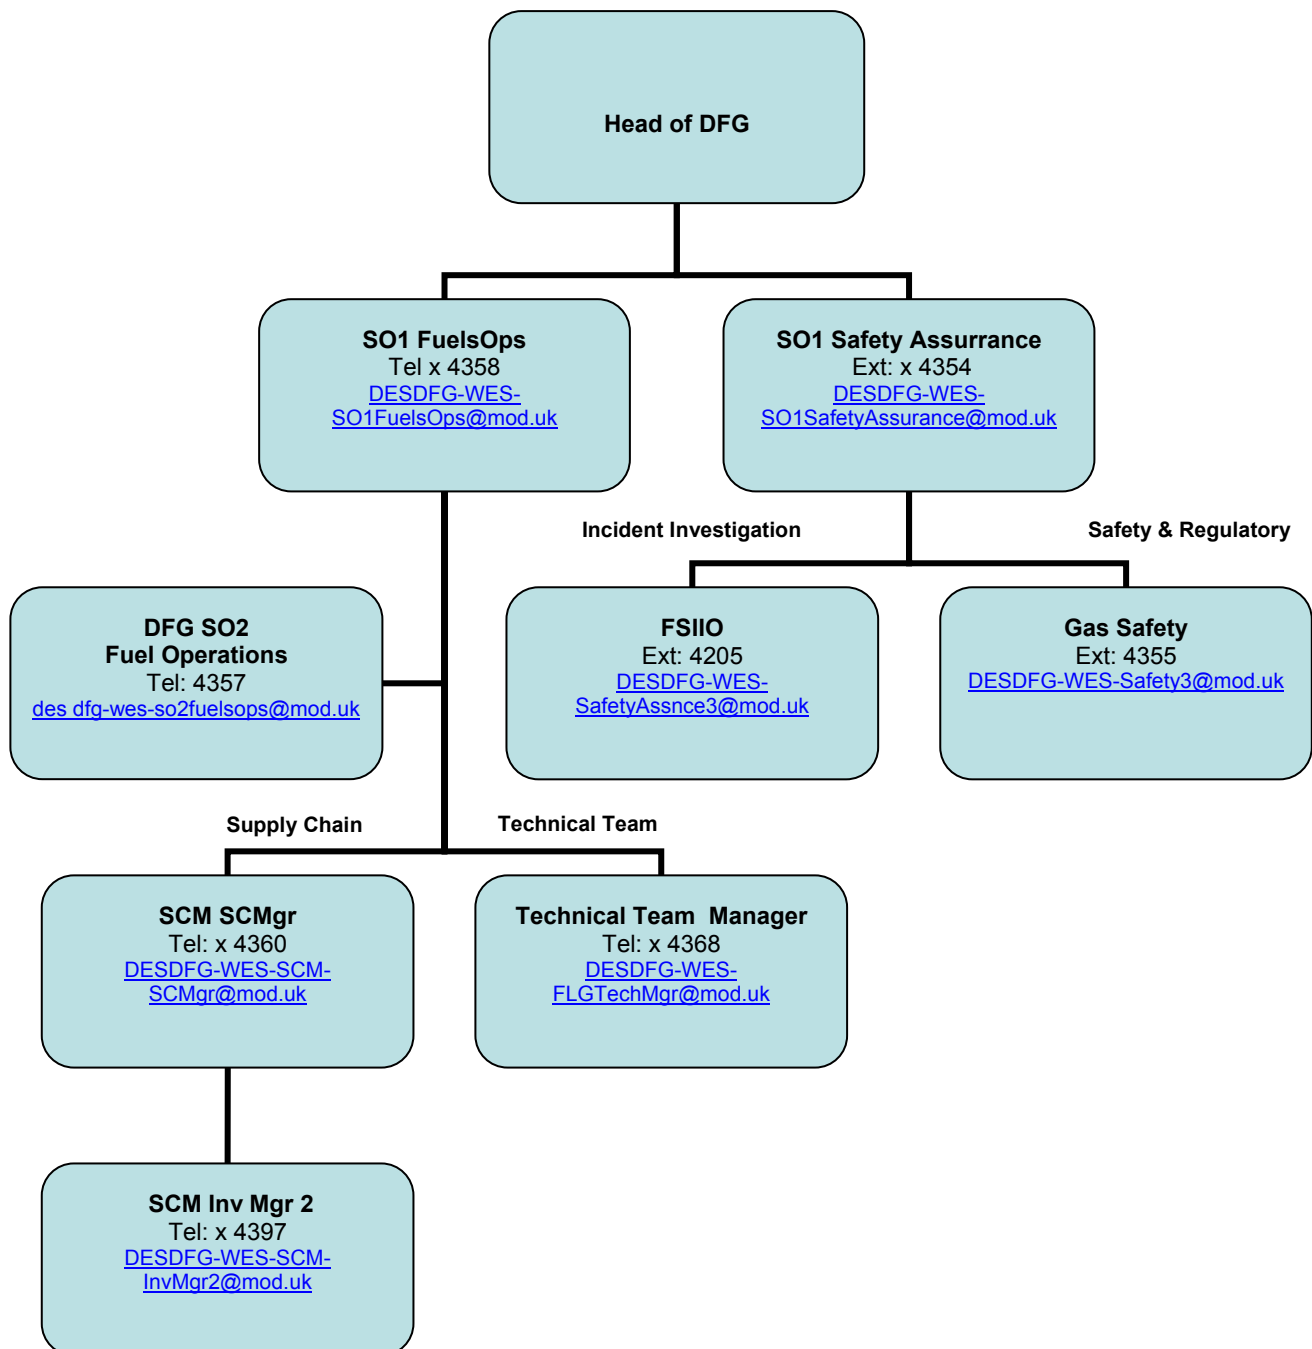 Head of DFG
SO1 FuelsOps
Tel x 4358
DESDFG-WES-
SO1FuelsOps@mod.uk
SO1 Safety Assurrance
Ext: x 4354
DESDFG-WES-
SO1SafetyAssurance@mod.uk
Incident Investigation
Safety & Regulatory
DFG SO2
Fuel Operations
Tel: 4357
des dfg-wes-so2fuelsops@mod.uk
FSIIO
Ext: 4205
DESDFG-WES-
SafetyAssnce3@mod.uk
Gas Safety
Ext: 4355
DESDFG-WES-Safety3@mod.uk
Supply Chain
Technical Team
SCM SCMgr
Tel: x 4360
DESDFG-WES-SCM-
SCMgr@mod.uk
Technical Team  Manager
Tel: x 4368
DESDFG-WES-
FLGTechMgr@mod.uk
SCM Inv Mgr 2
Tel: x 4397
DESDFG-WES-SCM-
InvMgr2@mod.uk